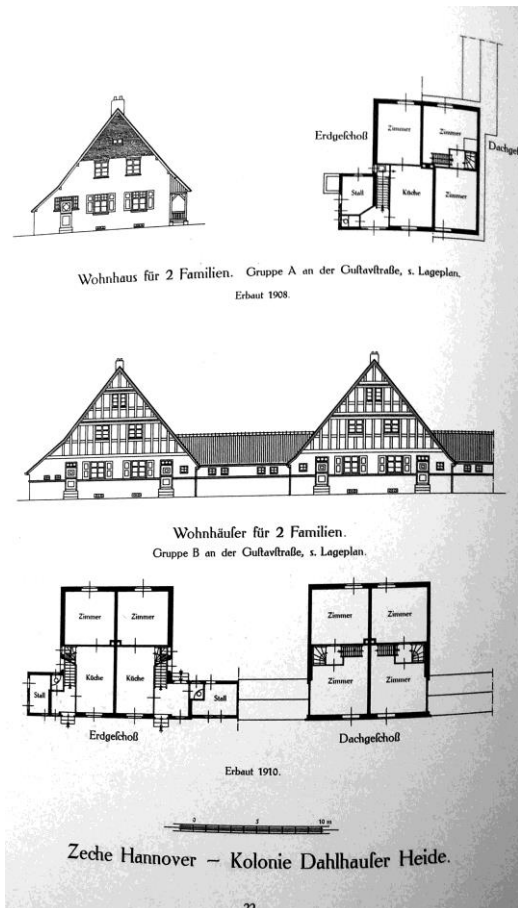 Erdgeſchoß
Zimmer
Zimmer
Stall
Küche
Zimmer
Dachgeſ
Wohnhaus für 2 Familien. Gruppe A an der Guſtavſtraße, s. Lageplan.
Erbaut 1908.
Wohnhäuſer für 2 Familien.
Gruppe B an der Guſtavſtraße, s. Lageplan.
Zimmer
Zimmer
Zimmer
Zimmer
Stall
Küche
Küche
Stall
Zimmer
Zimmer
Erdgeſchoß
Dachgeſchoß
Erbaut 1910.
0 5 10 m
Zeche Hannover – Kolonie Dahlhauſer Heide.
22